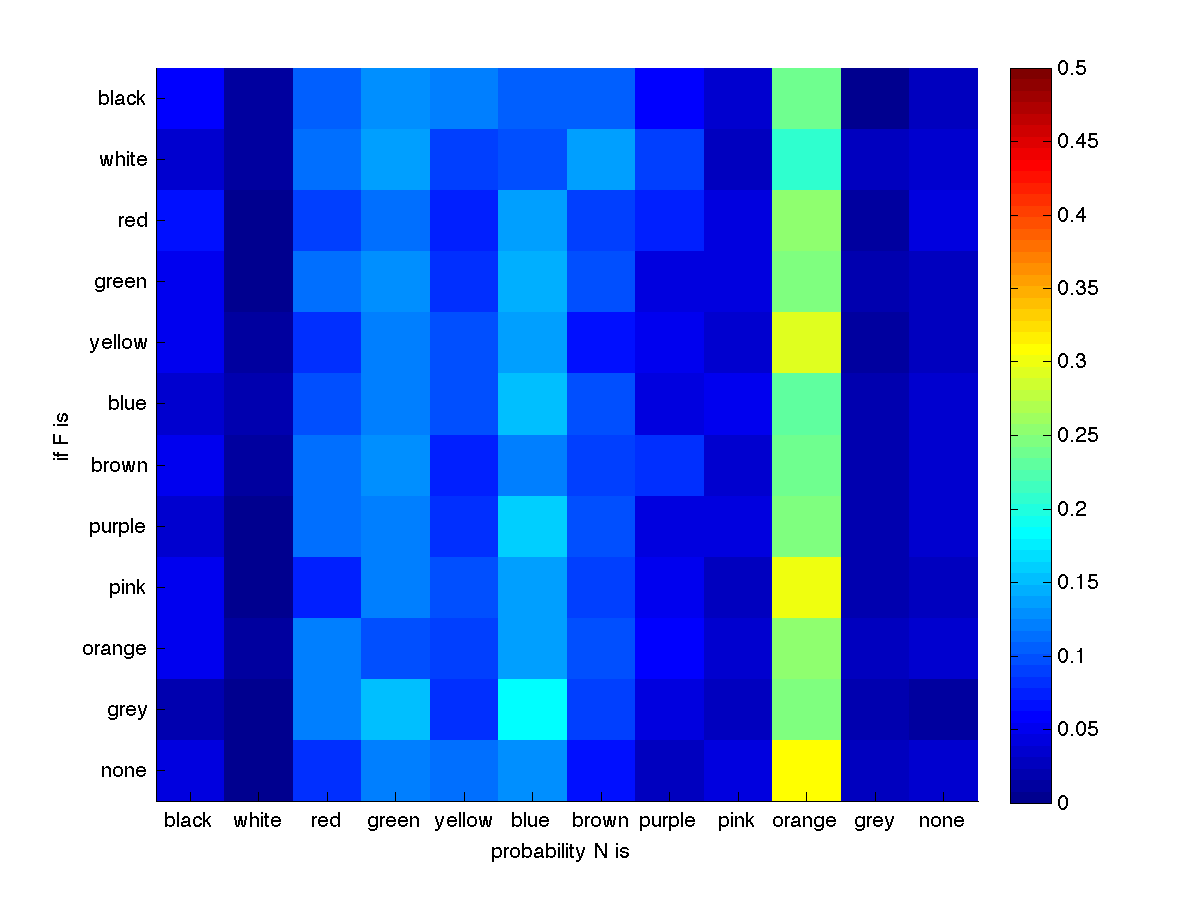 black
white
red
green
yellow
blue
brown
purple
pink
orange
grey
none
if F is
black white red green yellow blue brown purple pink orange grey none
probability N is
0.5
0.45
0.4
0.35
0.3
0.25
0.2
0.15
0.1
0.05
0